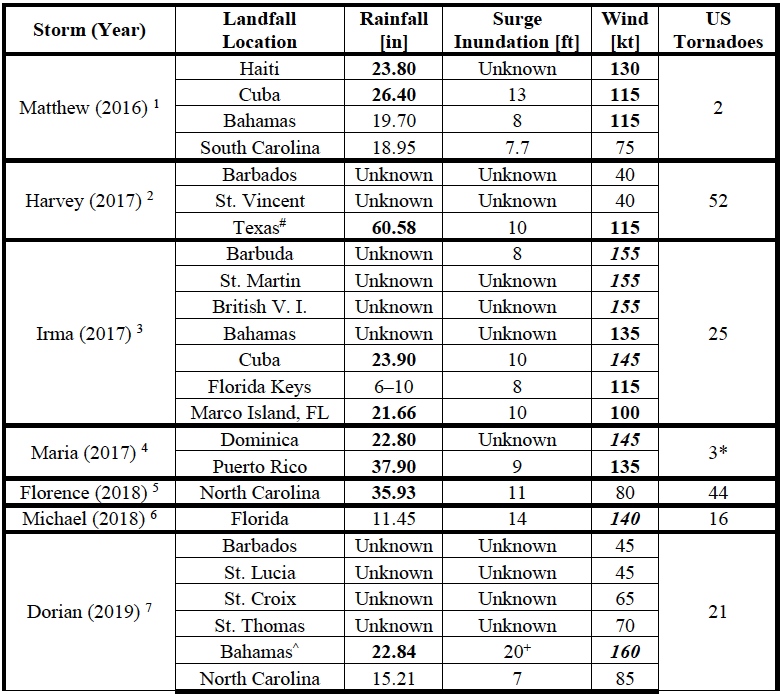 Storm (Year) Landfall Location Rainfall [in] Surge Inundation [ft] Wind [kt] US Tornadoes
Matthew (2016) 1 Haiti 23.80 Unknown 130 2
Cuba 26.40 13 115
Bahamas 19.70 8 115
South Carolina 18.95 7.7 75
Harvey (2017) 2 Barbados Unknown Unknown 40 52
St. Vincent Unknown Unknown 40
Texas# 60.58 10 115
Irma (2017) 3 Barbuda Unknown 8 155 25
St. Martin Unknown Unknown 155
British V. I. Unknown Unknown 155
Bahamas Unknown Unknown 135
Cuba 23.90 10 145
Florida Keys 6–10 8 115
Marco Island, FL 21.66 10 100
Maria (2017) 4 Dominica 22.80 Unknown 145 3*
Puerto Rico 37.90 9 135
Florence (2018) 5 North Carolina 35.93 11 80 44
Michael (2018) 6 Florida 11.45 14 140 16
Dorian (2019) 7 Barbados Unknown Unknown 45 21
St. Lucia Unknown Unknown 45
St. Croix Unknown Unknown 65
St. Thomas Unknown Unknown 70
Bahamas^ 22.84 20+ 160
North Carolina 15.21 7 85